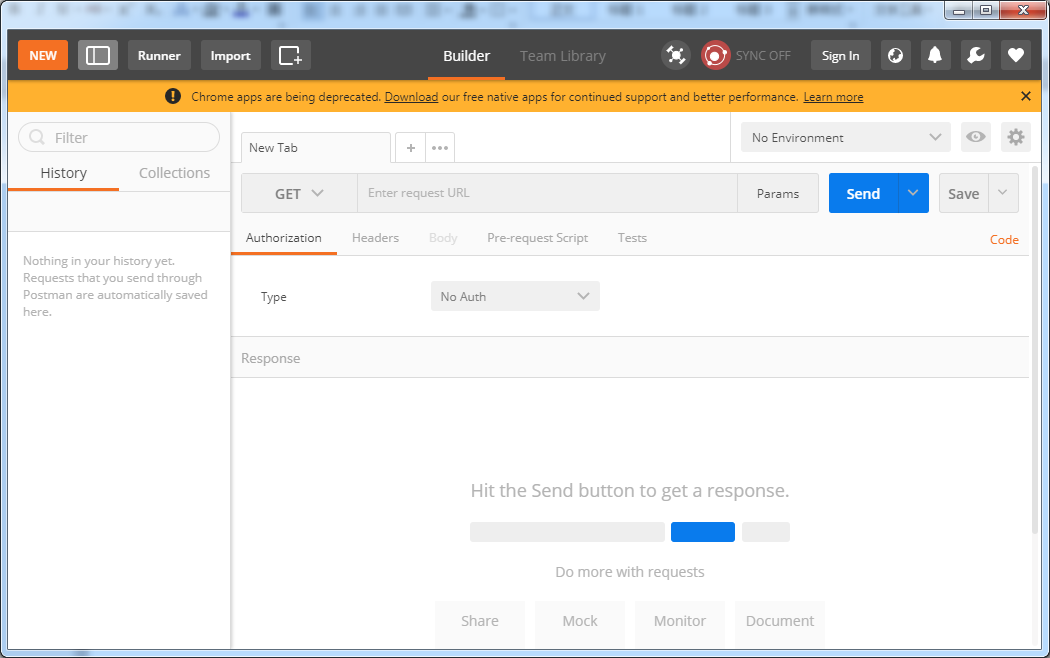 NEW
Runner
Import
Builder
Team Library
SYNC OFF
Sign In
Chrome apps are being deprecated. Download our free native apps for continued support and better performance. Learn more
Filter
History
Collections
Nothing in your history yet.
Requests that you send through
Postman are automatically saved
here.
New Tab
No Environment
GET
Enter request URL
Params
Send
Save
Authorization
Headers
Body
Pre-request Script
Tests
Code
Type
No Auth
Response
Hit the Send button to get a response.
Do more with requests
Share
Mock
Monitor
Document